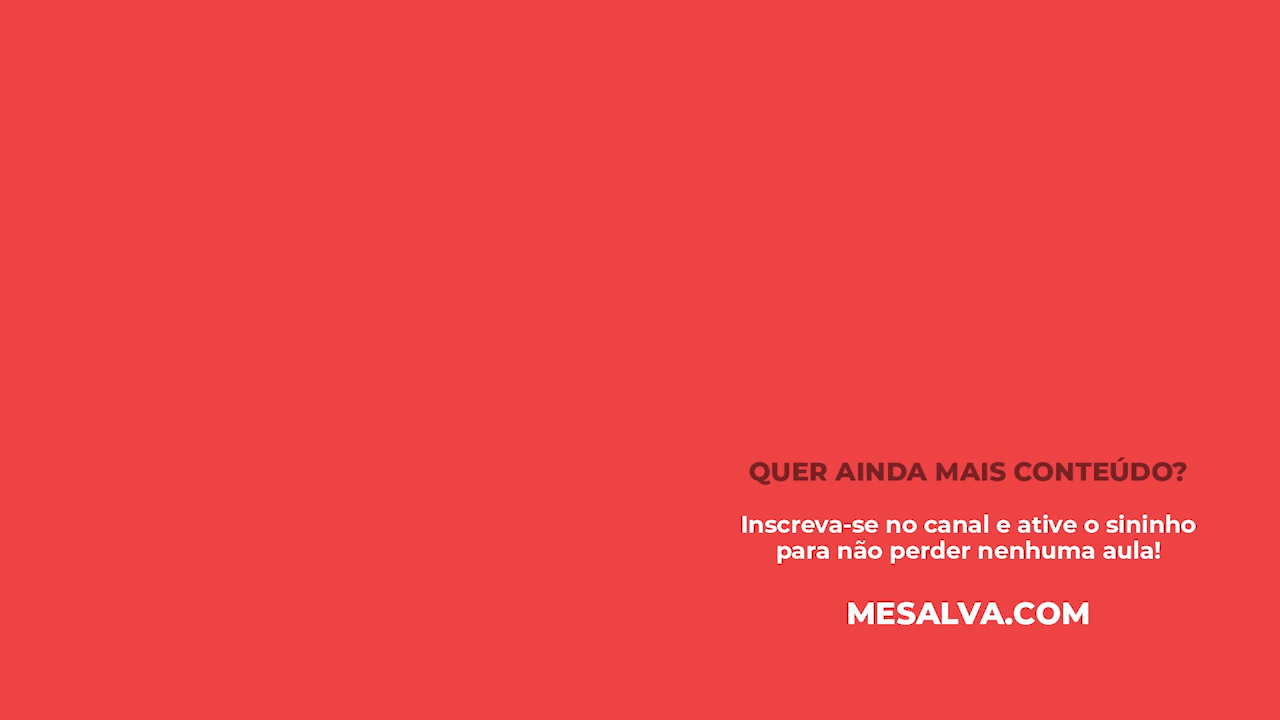 QUER AINDA MAIS CONTEÚDO?
Inscreva-se no canal e ative o sininho
para não perder nenhuma aula!
MESALVA.COM